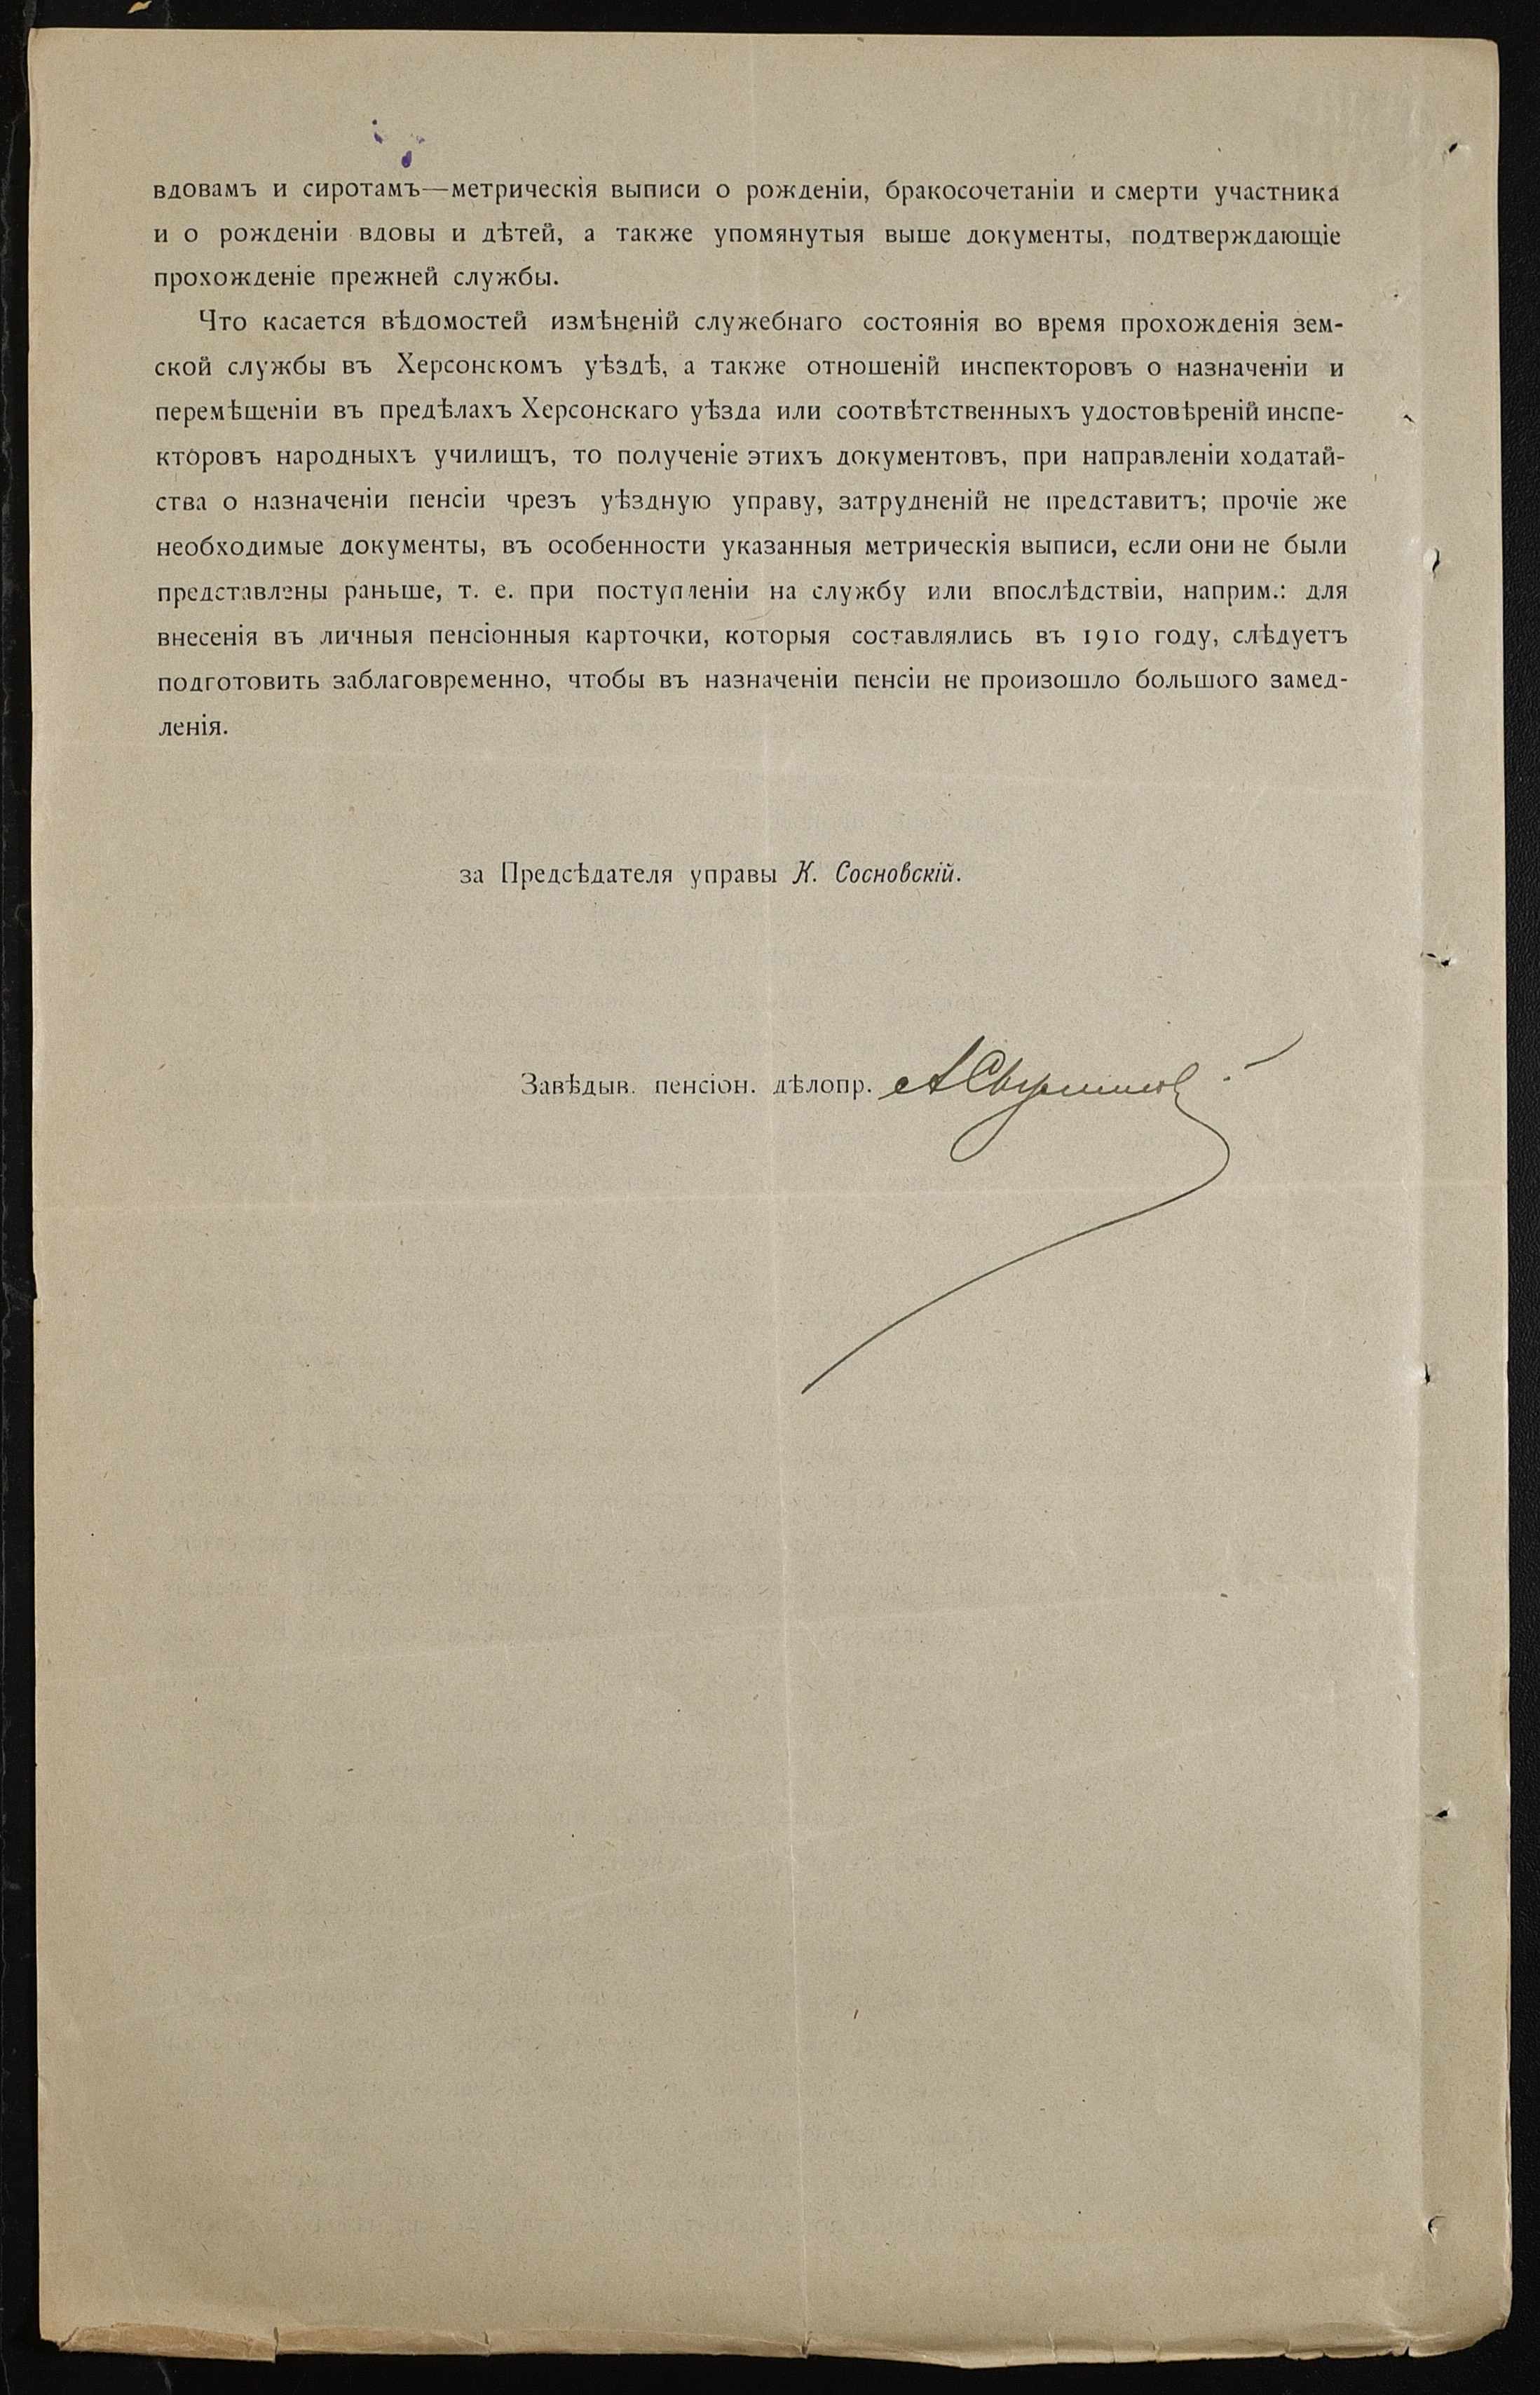 вдовамъ и сиротамъ—метрическія выписи о рожденіи, бракосочетаніи и смерти участника
и о рожденіи вдовы и дѣтей, а также упомянутыя выше документы, подтверждающіе
прохожденіе прежней службы.
Что касается вѣдомостей измѣненій служебнаго состоянія во время прохожденія зем-
ской службы въ Херсонскомъ уѣздѣ, а также отношеній инспекторовъ о назначеніи и
перемѣщеніи въ предѣлахъ Херсонскаго уѣзда или соотвѣтственныхъ удостовѣреній инспе-
кторовъ народныхъ училищъ, то полученіе этихъ документовъ, при направленіи ходатай-
ства о назначеніи пенсіи чрезъ уѣздную управу, затрудненій не представитъ; прочіе же
необходимые документы, въ особенности указанныя метрическія выписи, если они не были
представлены раньше, т. е. при поступленіи на службу или впослѣдствіи, наприм.: для
внесенія въ личныя пенсіонныя карточки, которыя составлялись въ 1910 году, слѣдуетъ
подготовить заблаговременно, чтобы въ назначеніи пенсіи не произошло большого замед-
ленія.
за Предсѣдателя управы К. Сосновскій.
Завѣдыв. пенсіон. дѣлопр.